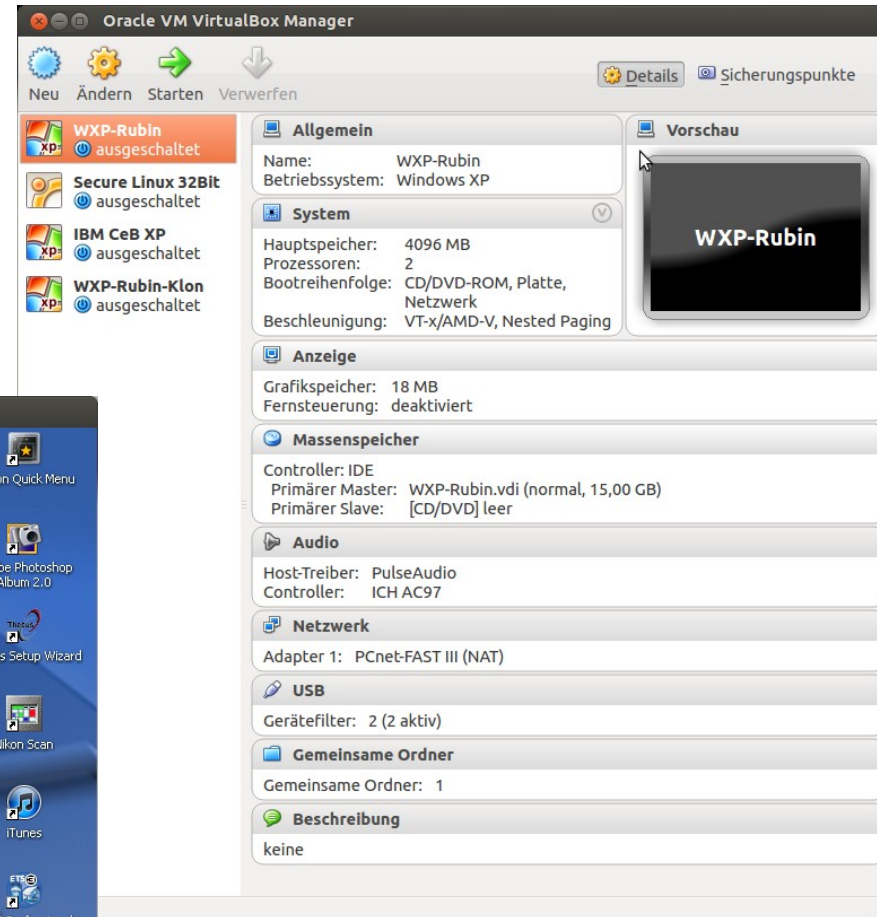 Oracle VM VirtualBox Manager
Neu Ändern Starten Verwerfen
Details Sicherungspunkte
WXP-Rubin
ausgeschaltet
Secure Linux 32Bit
ausgeschaltet
IBM CeB XP
ausgeschaltet
WXP-Rubin-Klon
ausgeschaltet
Allgemein
Name: WXP-Rubin
Betriebssystem: Windows XP
System
Hauptspeicher: 4096 MB
Prozessoren: 2
Bootreihenfolge: CD/DVD-ROM, Platte,
Netzwerk
Beschleunigung: VT-x/AMD-V, Nested Paging
Vorschau
WXP-Rubin
Anzeige
Grafikspeicher: 18 MB
Fernsteuerung: deaktiviert
Massenspeicher
Controller: IDE
Primärer Master: WXP-Rubin.vdi (normal, 15,00 GB)
Primärer Slave: [CD/DVD] leer
Audio
Host-Treiber: PulseAudio
Controller: ICH AC97
Netzwerk
Adapter 1: PCnet-FAST III (NAT)
USB
Gerätefilter: 2 (2 aktiv)
Gemeinsame Ordner
Gemeinsame Ordner: 1
Beschreibung
keine
on Quick Menu
be Photoshop
Album 2.0
Thecus
s Setup Wizard
Nikon Scan
iTunes
ETS3